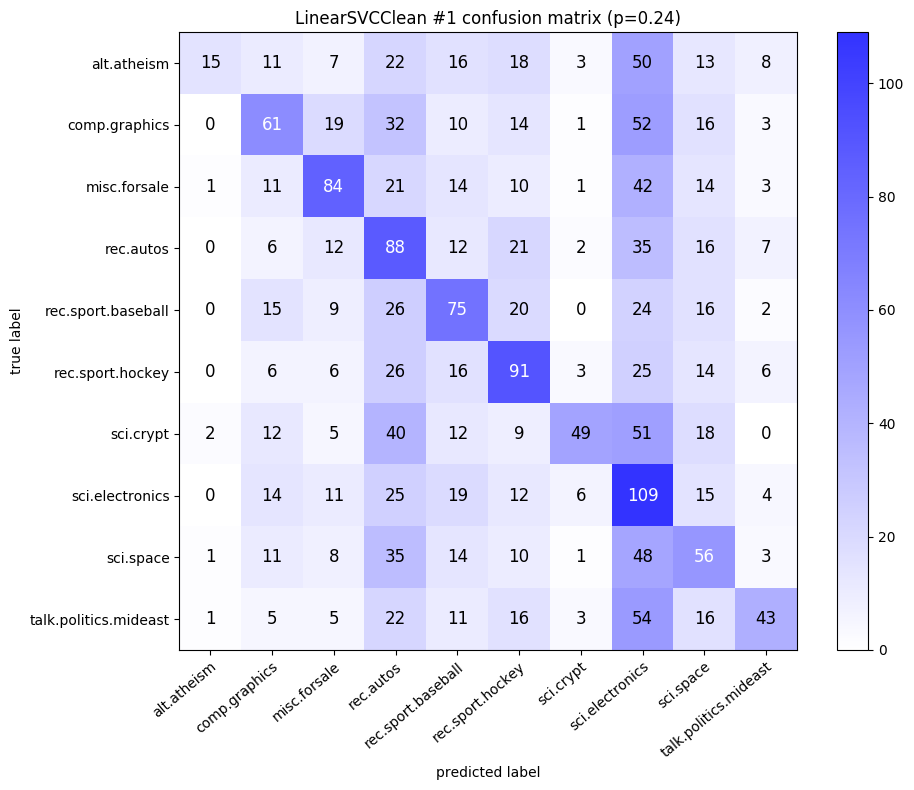 LinearSVCClean #1 confusion matrix (p=0.24)
alt.atheism 15 11 7 22 16 18 3 50 13 8
comp.graphics 0 61 19 32 10 14 1 52 16 3
misc.forsale 1 11 84 21 14 10 1 42 14 3
rec.autos 0 6 12 88 12 21 2 35 16 7
rec.sport.baseball 0 15 9 26 75 20 0 24 16 2
rec.sport.hockey 0 6 6 26 16 91 3 25 14 6
sci.crypt 2 12 5 40 12 9 49 51 18 0
sci.electronics 0 14 11 25 19 12 6 109 15 4
sci.space 1 11 8 35 14 10 1 48 56 3
talk.politics.mideast 1 5 5 22 11 16 3 54 16 43
true label
alt.atheism
comp.graphics
misc.forsale
rec.autos
rec.sport.baseball
rec.sport.hockey
sci.crypt
sci.electronics
sci.space
talk.politics.mideast
predicted label
100
80
60
40
20
0